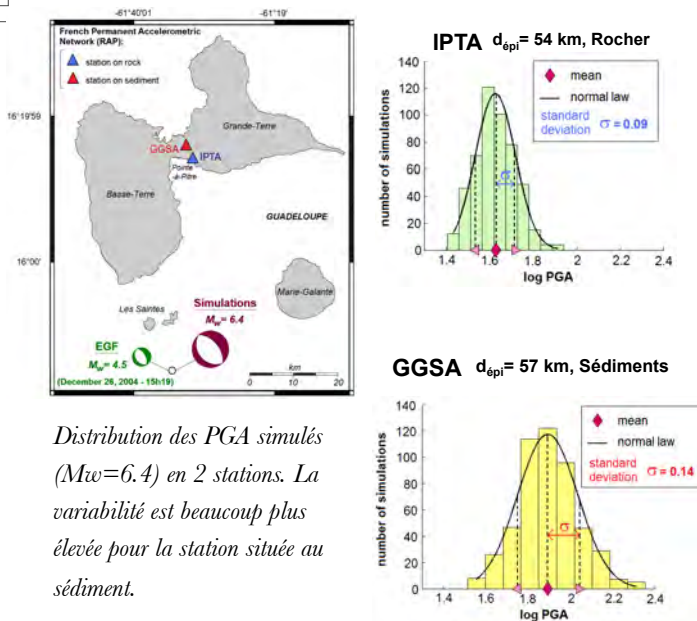 -61°40'01
-61°19'
French Permanent Accelerometric
Network (RAP):
station on rock
station on sediment
16°19'59
Grande-Terre
GGSA
IPTA
Pointe
-à-Pitre
Basse-Terre
GUADELOUPE
16°00'
Marie-Galante
Les Saintes
Simulations
Mw= 6.4
EGF
Mw= 4.5
(December 26, 2004 - 15h19)
km
0 10 20
Distribution des PGA simulés
(Mw=6.4) en 2 stations. La
variabilité est beaucoup plus
élevée pour la station située au
sédiment.
IPTA dépi= 54 km, Rocher
number of simulations
140
120
100
80
60
40
20
0
mean
normal law
standard
deviation σ = 0.09
σ
1.4 1.6 1.8 2 2.2 2.4
log PGA
GGSA dépi= 57 km, Sédiments
number of simulations
140
120
100
80
60
40
20
0
mean
normal law
standard
deviation σ = 0.14
σ
1.4 1.6 1.8 2 2.2 2.4
log PGA